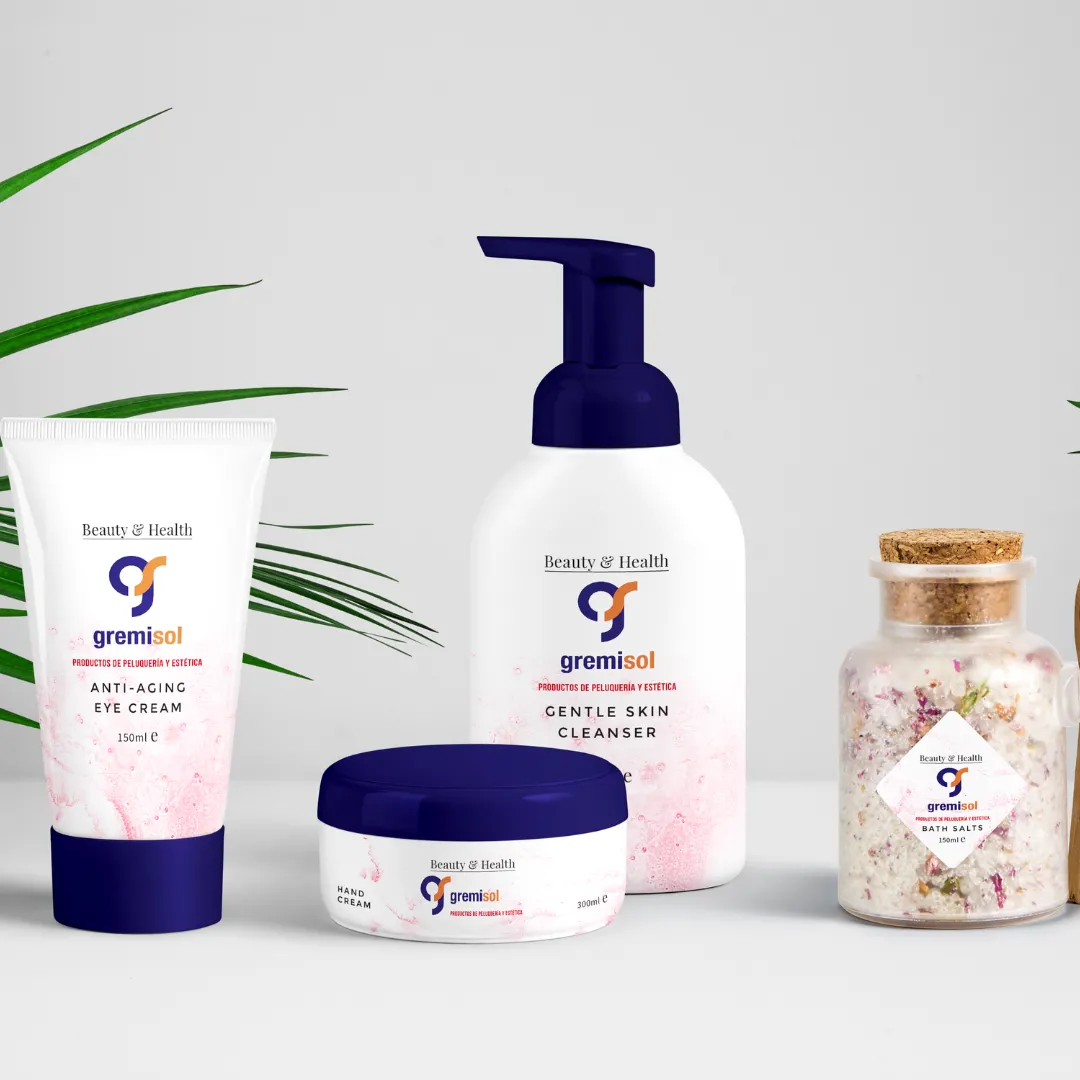 Beauty & Health
gremisol
PRODUCTOS DE PELUQUERÍA Y ESTÉTICA
ANTI-AGING
EYE CREAM
150ml e
Beauty & Health
gremisol
PRODUCTOS DE PELUQUERÍA Y ESTÉTICA
GENTLE SKIN
CLEANSER
e
Beauty & Health
gremisol
PRODUCTOS DE PELUQUERÍA Y ESTÉTICA
HAND
CREAM
300ml e
Beauty & Health
gremisol
PRODUCTOS DE PELUQUERÍA Y ESTÉTICA
BATH SALTS
150ml e